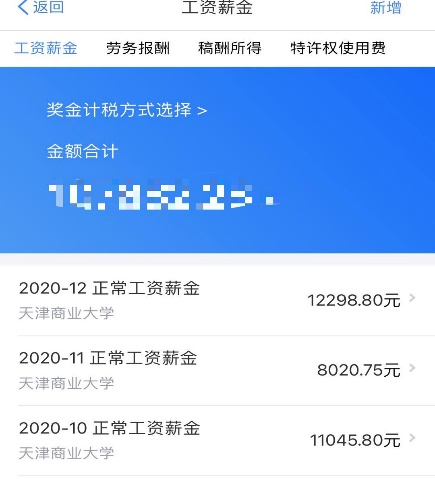 返回 工资薪金 新增
工资薪金 劳务报酬 稿酬所得 特许权使用费
奖金计税方式选择 >
金额合计
2020-12 正常工资薪金
12298.80元
天津商业大学
2020-11 正常工资薪金
8020.75元
天津商业大学
2020-10 正常工资薪金
11045.80元
天津商业大学